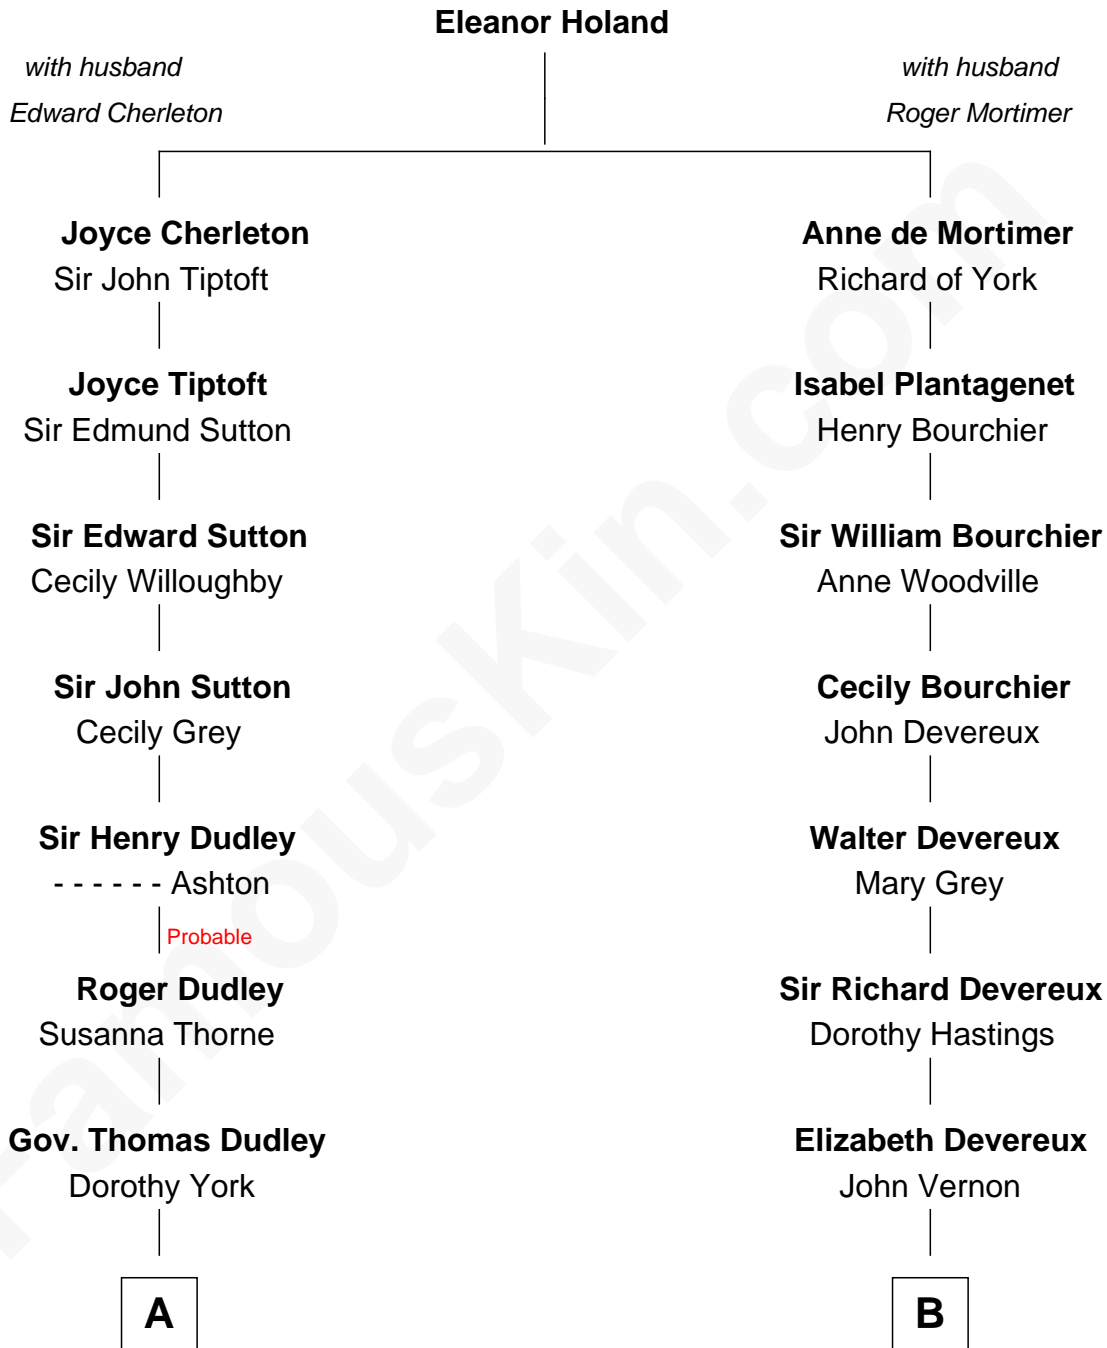 Eleanor Holand
with husband
Edward Cherleton
with husband
Roger Mortimer
Joyce Cherleton
Sir John Tiptoft
Anne de Mortimer
Richard of York
Joyce Tiptoft
Sir Edmund Sutton
Isabel Plantagenet
Henry Bourchier
Sir Edward Sutton
Cecily Willoughby
Sir William Bourchier
Anne Woodville
Sir John Sutton
Cecily Grey
Cecily Bourchier
John Devereux
Sir Henry Dudley
- - - - - - Ashton
Probable
Walter Devereux
Mary Grey
Roger Dudley
Susanna Thorne
Sir Richard Devereux
Dorothy Hastings
Gov. Thomas Dudley
Dorothy York
Elizabeth Devereux
John Vernon
A
B
FamousKin.com